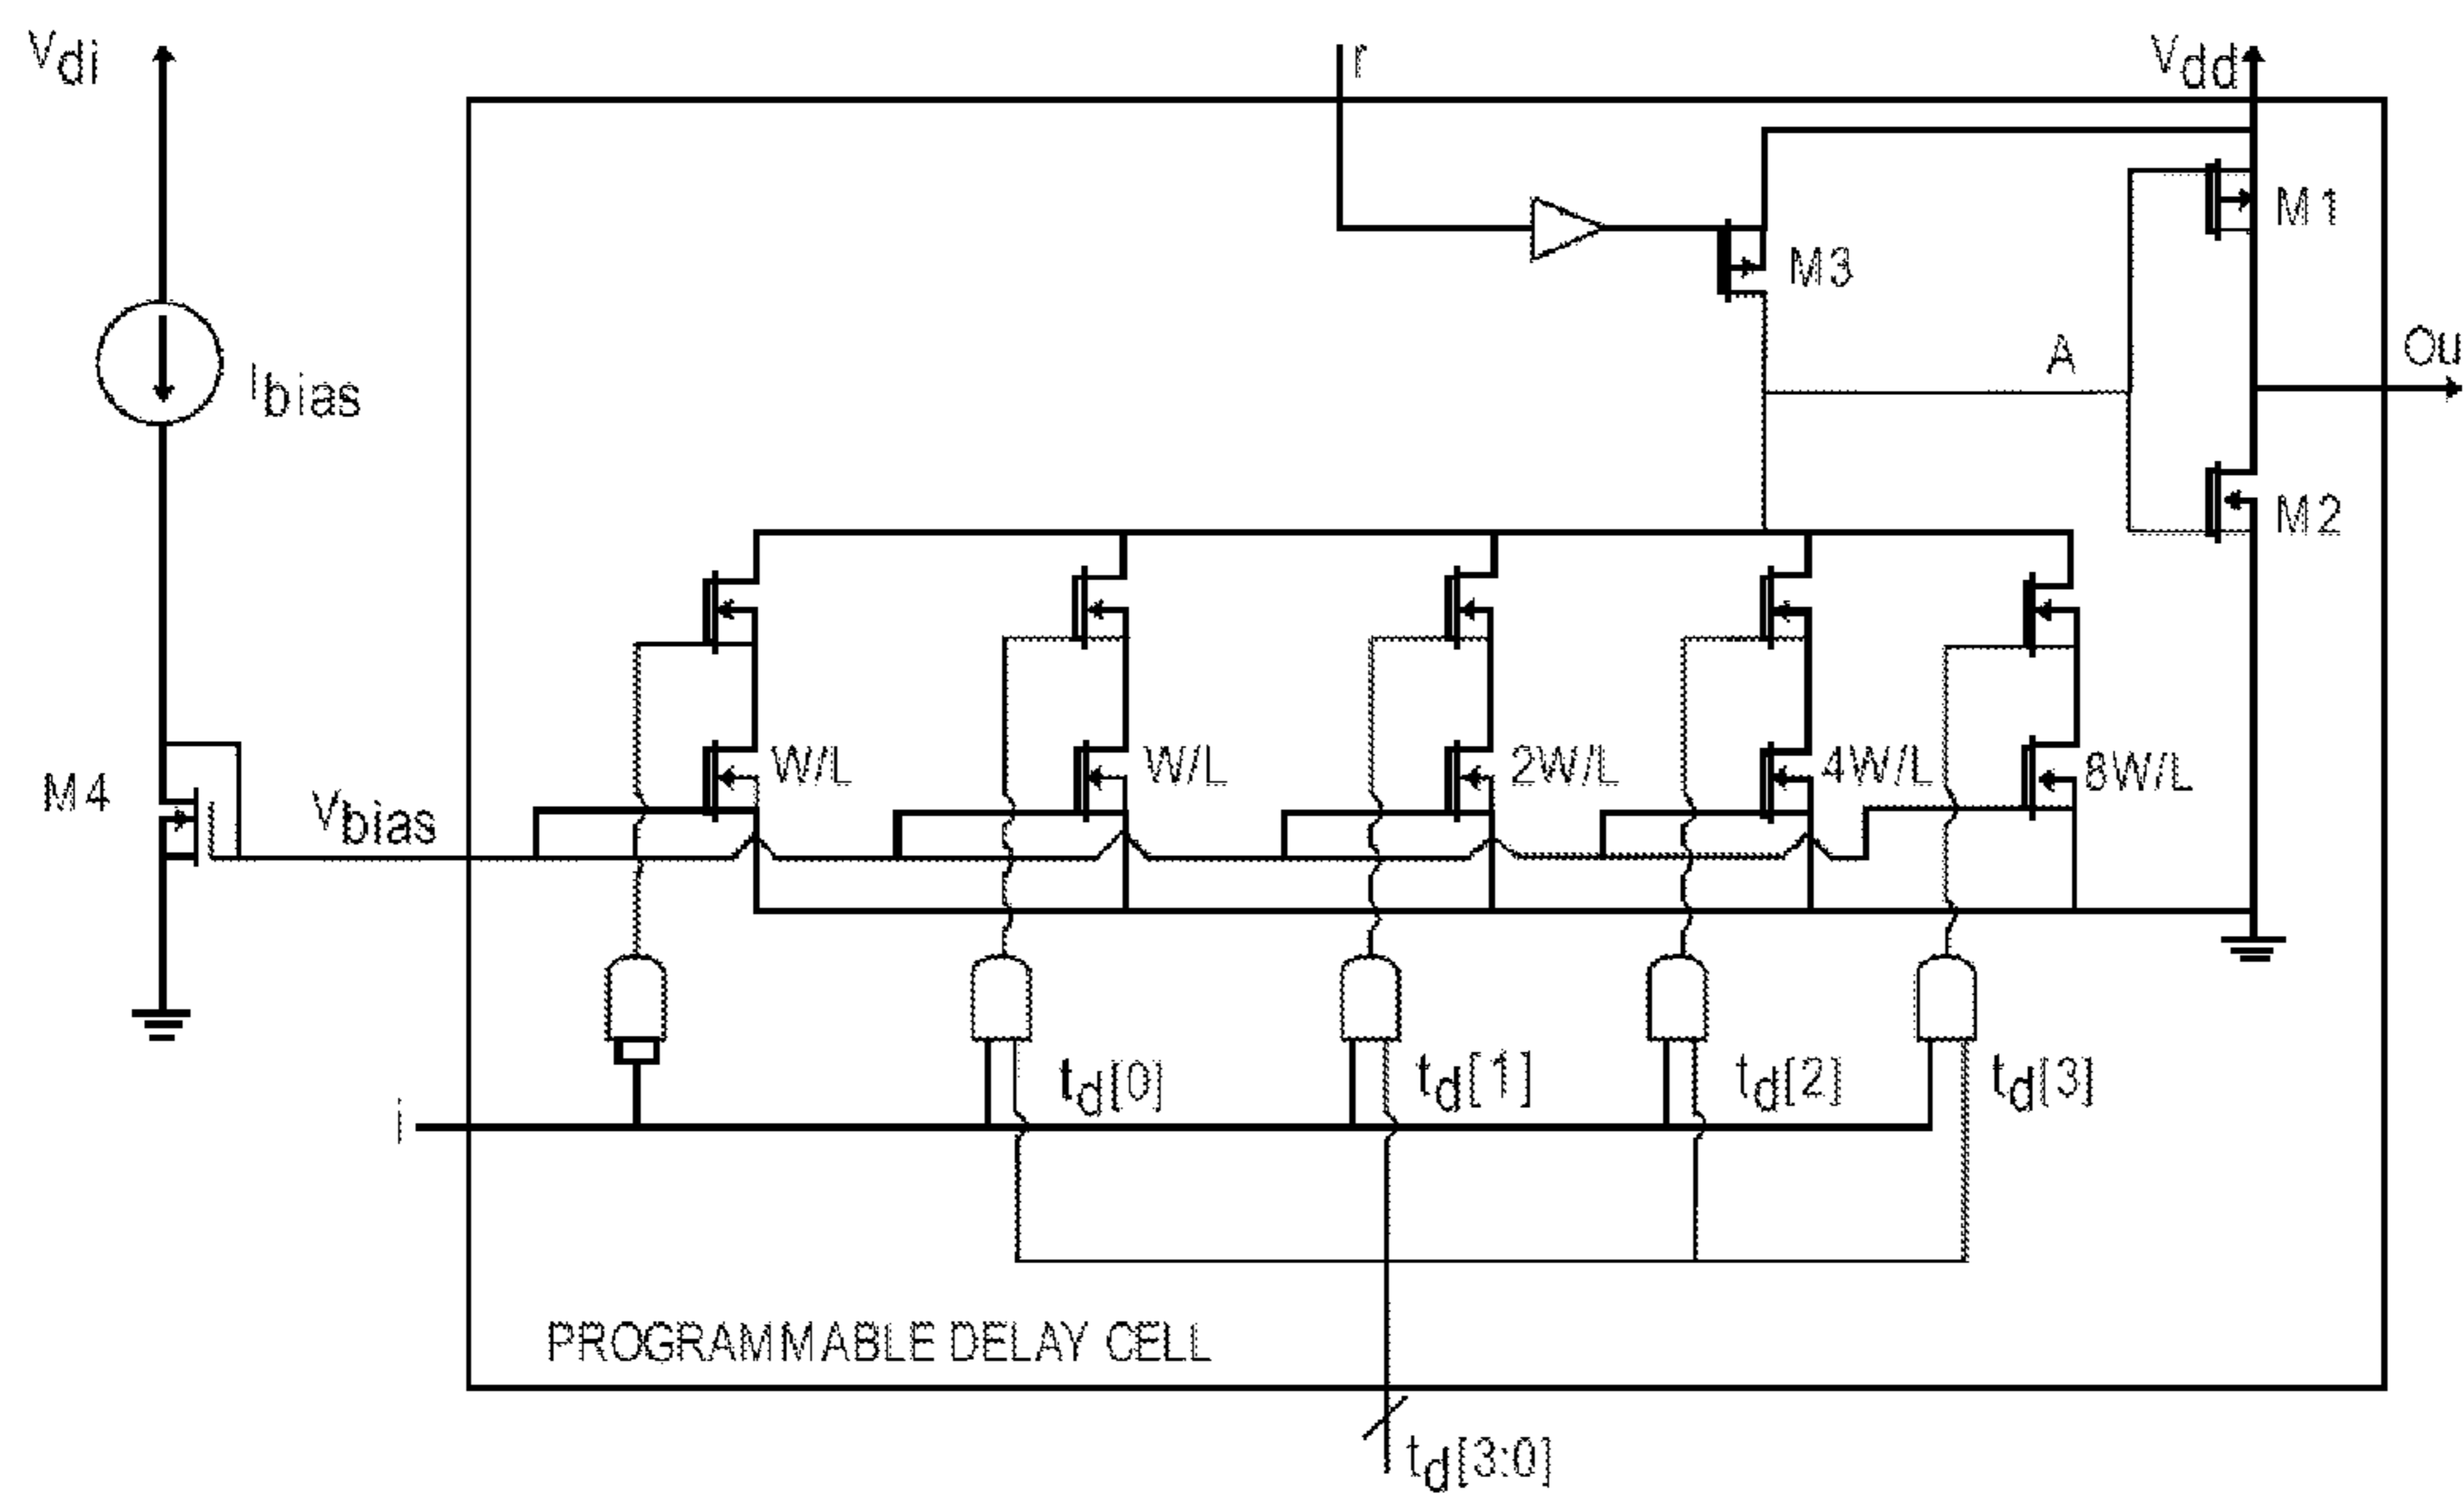 Vdi
r
Vdd
M1
M3
Ibias
A
Ou
M2
M4
Vbias
W/L
W/L
2W/L
4W/L
8W/L
td[0]
td[1]
td[2]
td[3]
i
PROGRAMMABLE DELAY CELL
td[3:0]